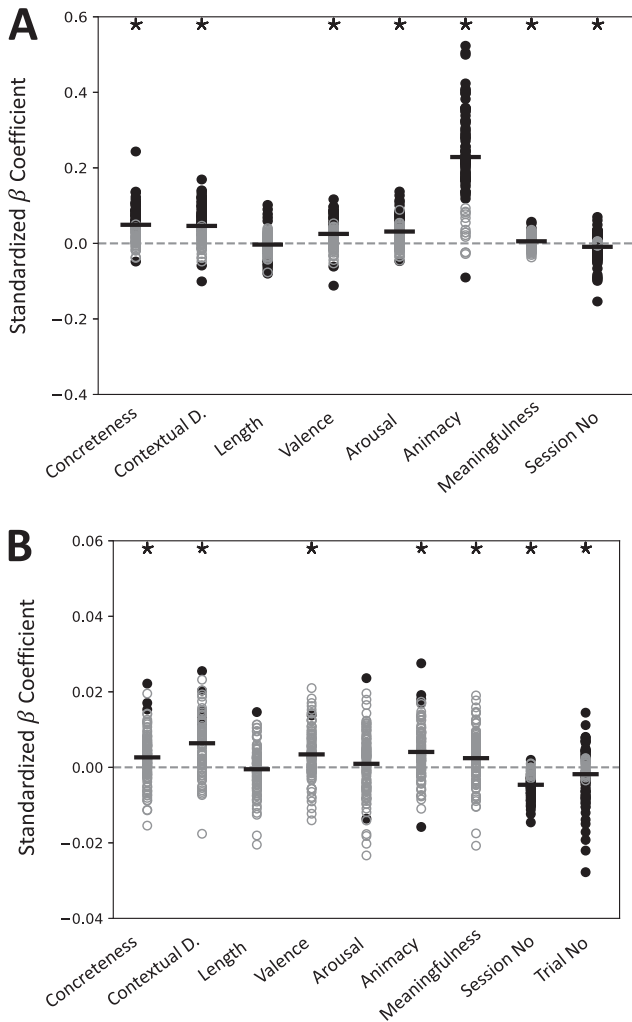 A
Standardized β Coefficient
0.6
0.4
0.2
0.0
−0.2
−0.4
* * * * * * *
Concreteness
Contextual D.
Length
Valence
Arousal
Animacy
Meaningfulness
Session No
B
Standardized β Coefficient
0.06
0.04
0.02
0.00
−0.02
−0.04
* * * * * * *
Concreteness
Contextual D.
Length
Valence
Arousal
Animacy
Meaningfulness
Session No
Trial No